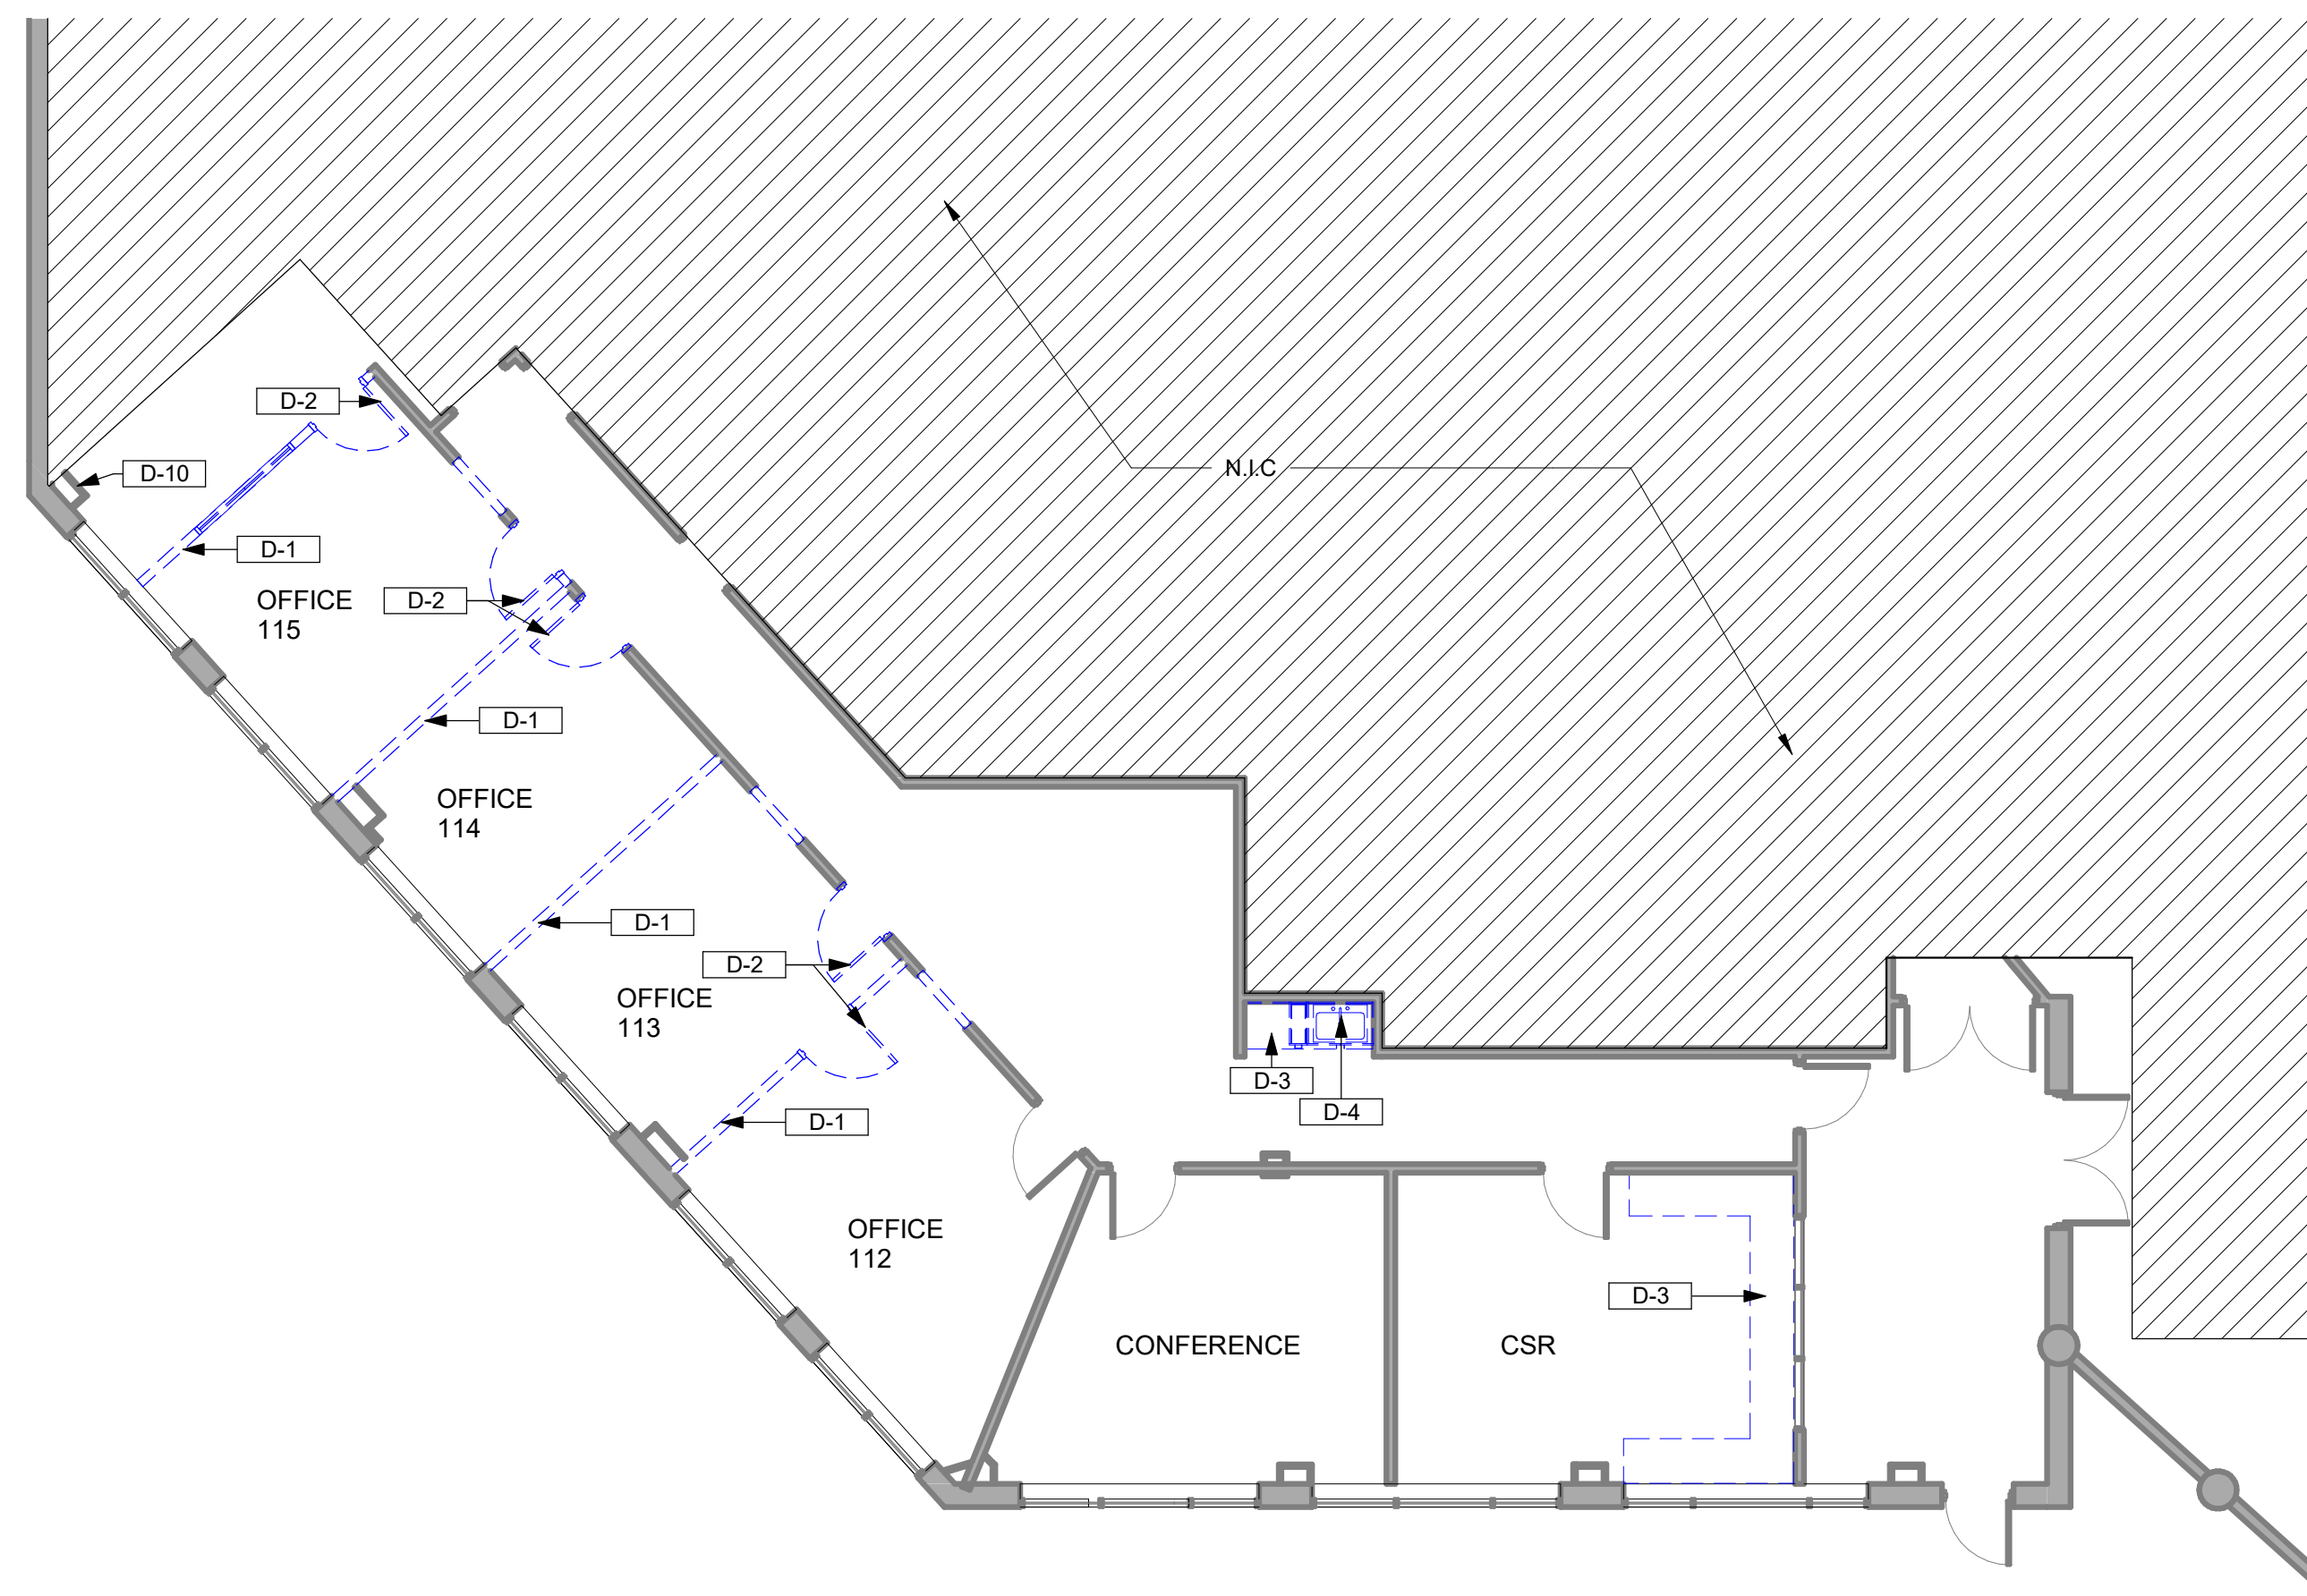 D-2
N.I.C
D-10
D-1
OFFICE
115
D-2
D-1
OFFICE
114
D-1
D-2
OFFICE
113
D-3
D-4
D-1
OFFICE
112
D-3
CONFERENCE
CSR